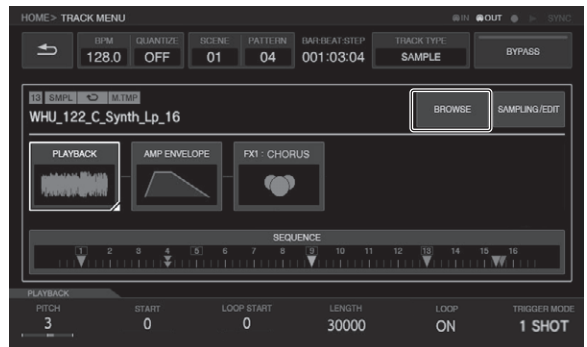 HOME> TRACK MENU
IN OUT SYNC
BPM QUANTIZE SCENE PATTERN BAR:BEAT:STEP TRACK TYPE
128.0 OFF 01 04 001:03:04 SAMPLE BYPASS
13 SMPL M.TMP
WHU_122_C_Synth_Lp_16
BROWSE SAMPLING/EDIT
PLAYBACK AMP ENVELOPE FX1 : CHORUS
SEQUENCE
1 2 3 4 5 6 7 8 9 10 11 12 13 14 15 16
PLAYBACK
PITCH START LOOP START LENGTH LOOP TRIGGER MODE
3 0 0 30000 ON 1 SHOT